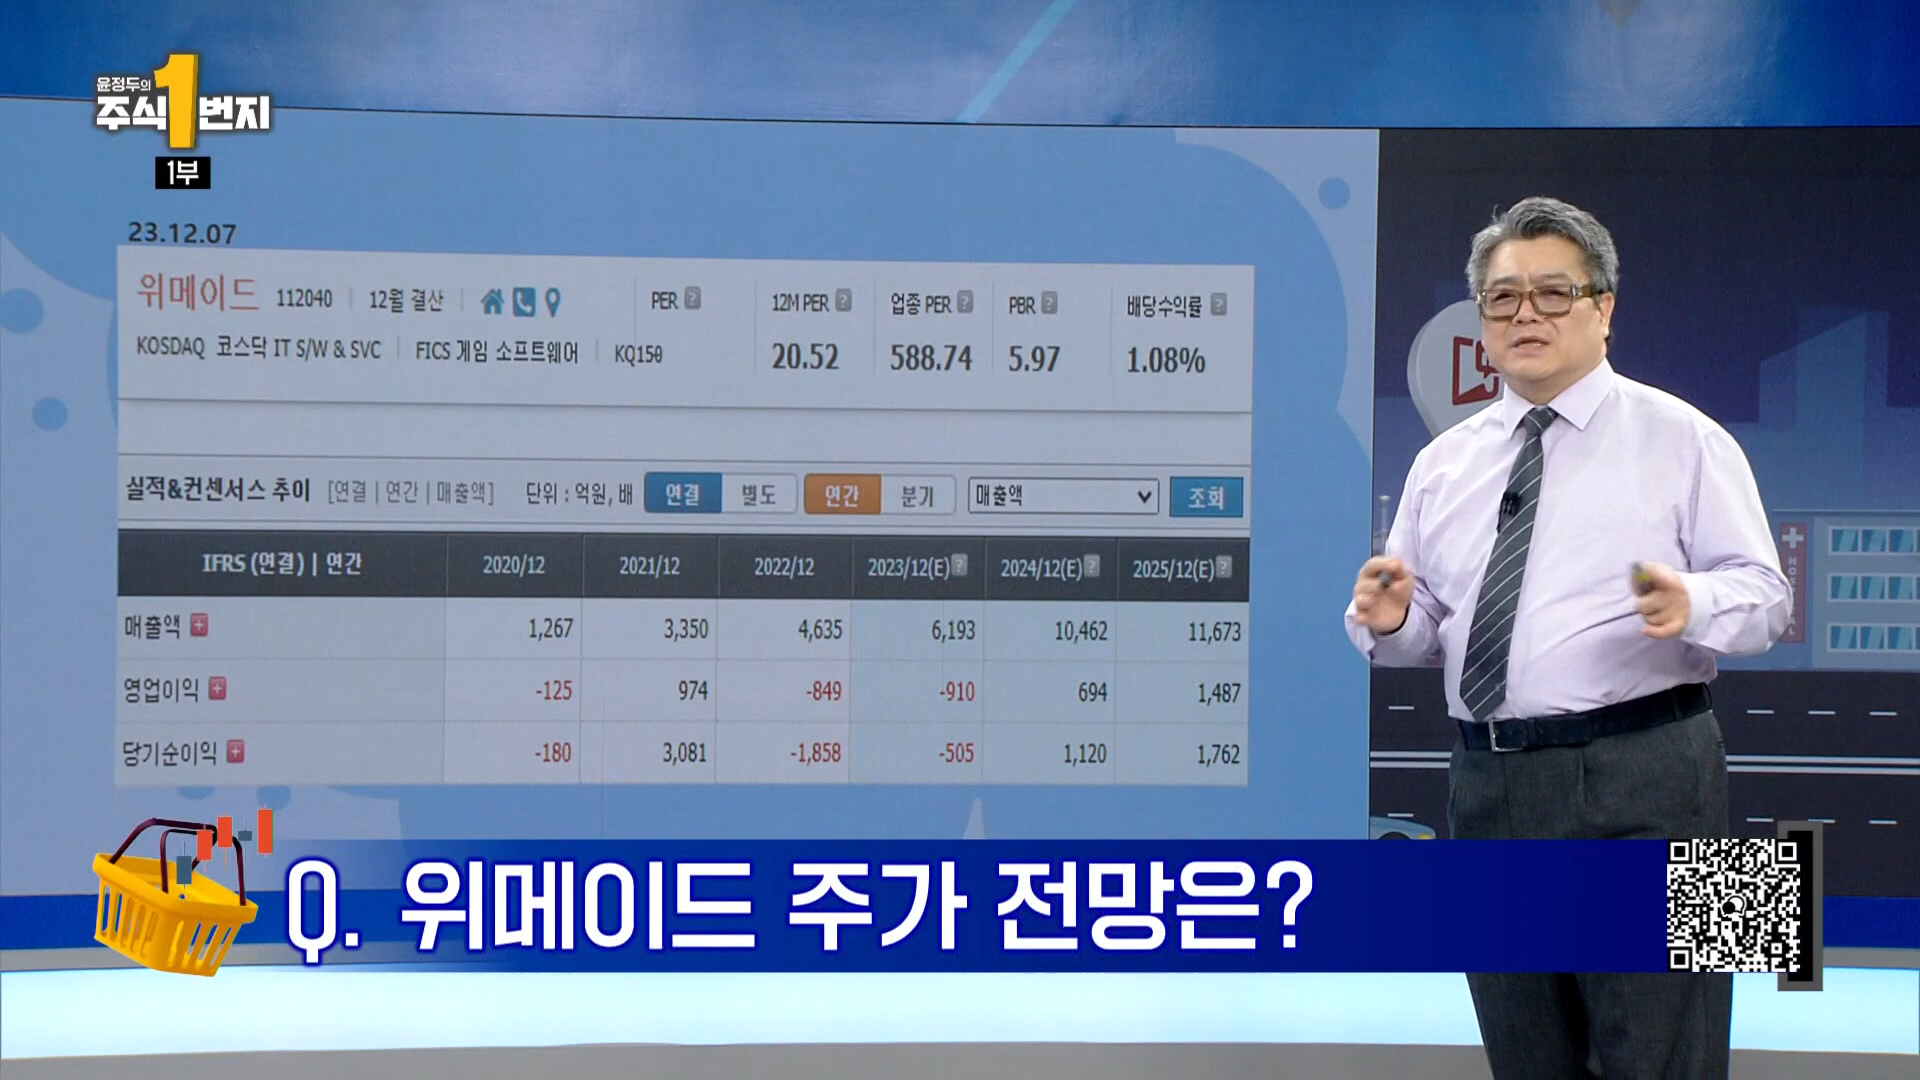 윤정두의
주식1번지
1부
23.12.07
위메이드 112040 12월 결산
PER 12M PER 업종 PER PBR 배당수익률
KOSDAQ 코스닥 IT S/W & SVC FICS 게임 소프트웨어 KQ150
20.52 588.74 5.97 1.08%
실적&컨센서스 추이 [연결 | 연간 | 매출액] 단위 : 억원, 배 연결 별도 연간 분기 매출액 조회
IFRS (연결) | 연간 2020/12 2021/12 2022/12 2023/12(E) 2024/12(E) 2025/12(E)
매출액 1,267 3,350 4,635 6,193 10,462 11,673
영업이익 -125 974 -849 -910 694 1,487
당기순이익 -180 3,081 -1,858 -505 1,120 1,762
HOSPITAL
Q. 위메이드 주가 전망은?